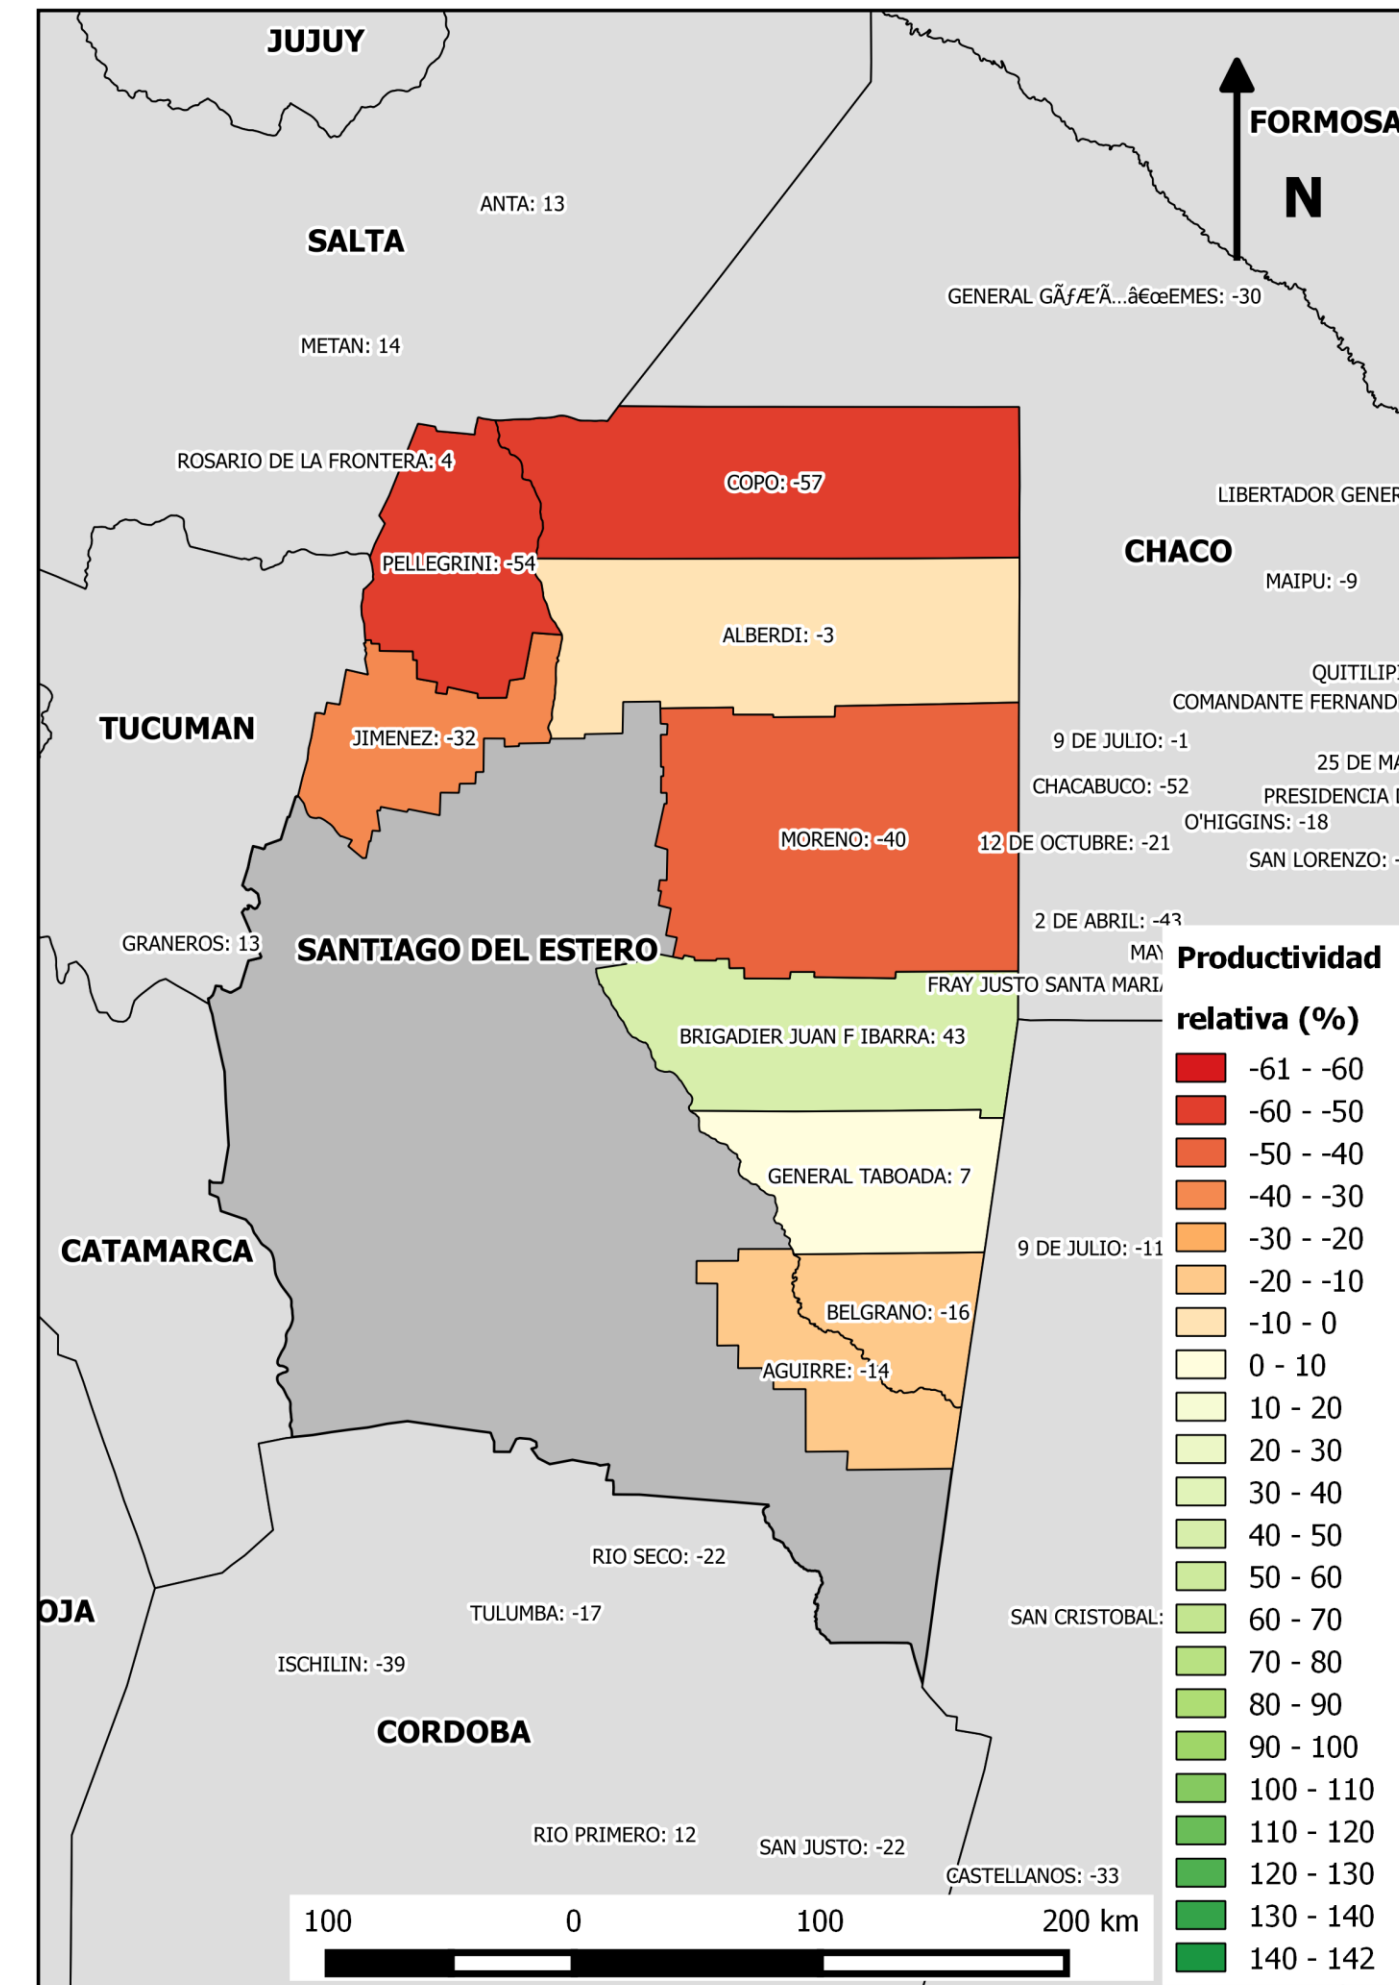 JUJUY
FORMOSA
N
ANTA: 13
SALTA
GENERAL GÃƒÆ’Ã…â€œEMES: -30
METAN: 14
ROSARIO DE LA FRONTERA: 4
COPO: -57
LIBERTADOR GENER
CHACO
PELLEGRINI: -54
MAIPU: -9
ALBERDI: -3
QUITILIPI
COMANDANTE FERNAND
TUCUMAN
JIMENEZ: -32
9 DE JULIO: -1
25 DE MA
CHACABUCO: -52
PRESIDENCIA
O'HIGGINS: -18
MORENO: -40
12 DE OCTUBRE: -21
SAN LORENZO: -
2 DE ABRIL: -43
GRANEROS: 13
SANTIAGO DEL ESTERO
MAY
FRAY JUSTO SANTA MARIA
BRIGADIER JUAN F IBARRA: 43
GENERAL TABOADA: 7
CATAMARCA
9 DE JULIO: -11
BELGRANO: -16
AGUIRRE: -14
RIO SECO: -22
OJA
TULUMBA: -17
SAN CRISTOBAL:
ISCHILIN: -39
CORDOBA
RIO PRIMERO: 12
SAN JUSTO: -22
CASTELLANOS: -33
100 0 100 200 km
Productividad
relativa (%)
-61 - -60
-60 - -50
-50 - -40
-40 - -30
-30 - -20
-20 - -10
-10 - 0
0 - 10
10 - 20
20 - 30
30 - 40
40 - 50
50 - 60
60 - 70
70 - 80
80 - 90
90 - 100
100 - 110
110 - 120
120 - 130
130 - 140
140 - 142